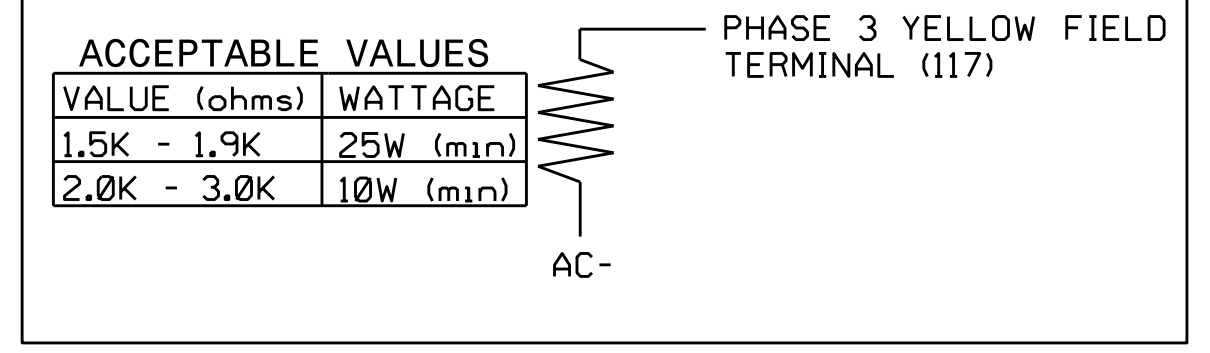 ACCEPTABLE VALUES
VALUE (ohms) WATTAGE
1.5K - 1.9K 25W (min)
2.0K - 3.0K 10W (min)
PHASE 3 YELLOW FIELD
TERMINAL (117)
AC-